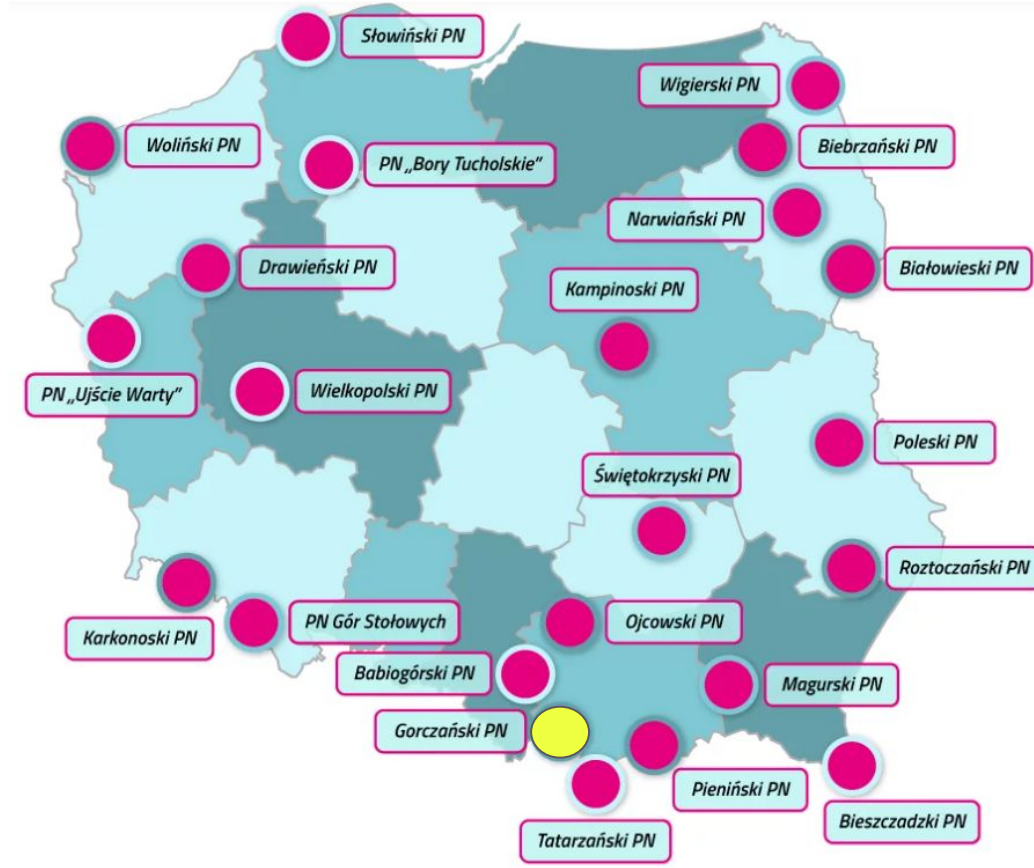 Słowiński PN
Wigierski PN
Woliński PN
PN „Bory Tucholskie”
Biebrzański PN
Narwiański PN
Drawieński PN
Kampinoski PN
Białowieski PN
PN „Ujście Warty”
Wielkopolski PN
Poleski PN
Świętokrzyski PN
Roztoczański PN
Karkonoski PN
PN Gór Stołowych
Ojcowski PN
Babiogórski PN
Magurski PN
Gorczański PN
Pieniński PN
Bieszczadzki PN
Tatarzański PN